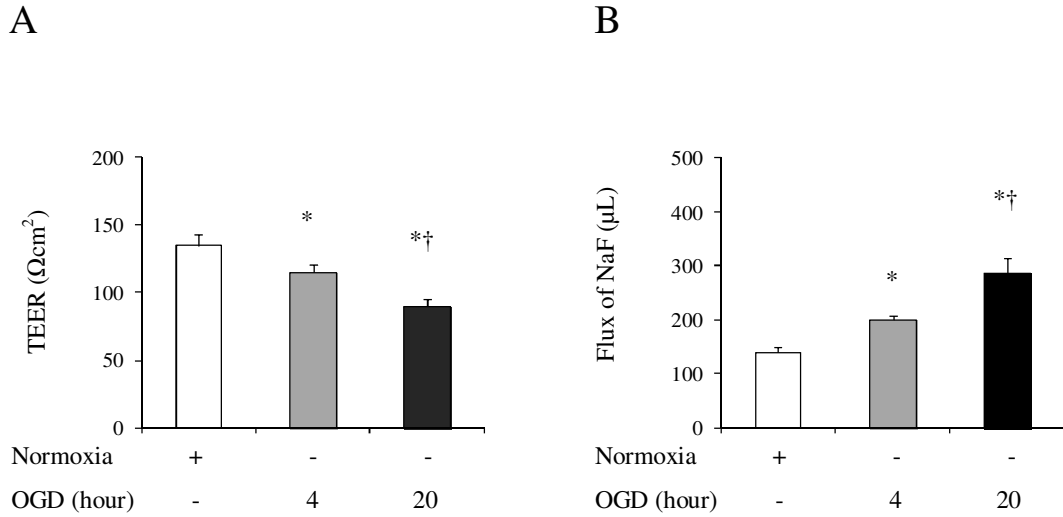 A
TEER (Ωcm²)
200
150
100
50
0
*
*†
Normoxia + - -
OGD (hour) - 4 20
B
Flux of NaF (µL)
500
400
300
200
100
0
*
*†
Normoxia + - -
OGD (hour) - 4 20